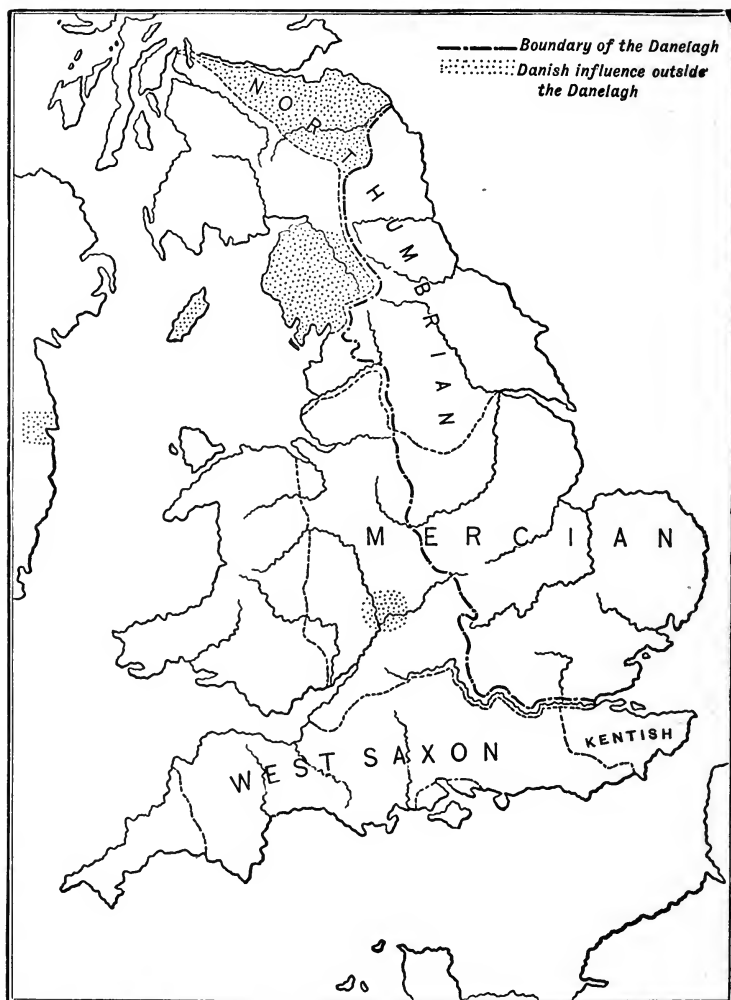 Boundary of the Danelagh
Danish influence outside
the Danelagh
NORTHUMBRIAN
MERCIAN
WEST SAXON
KENTISH